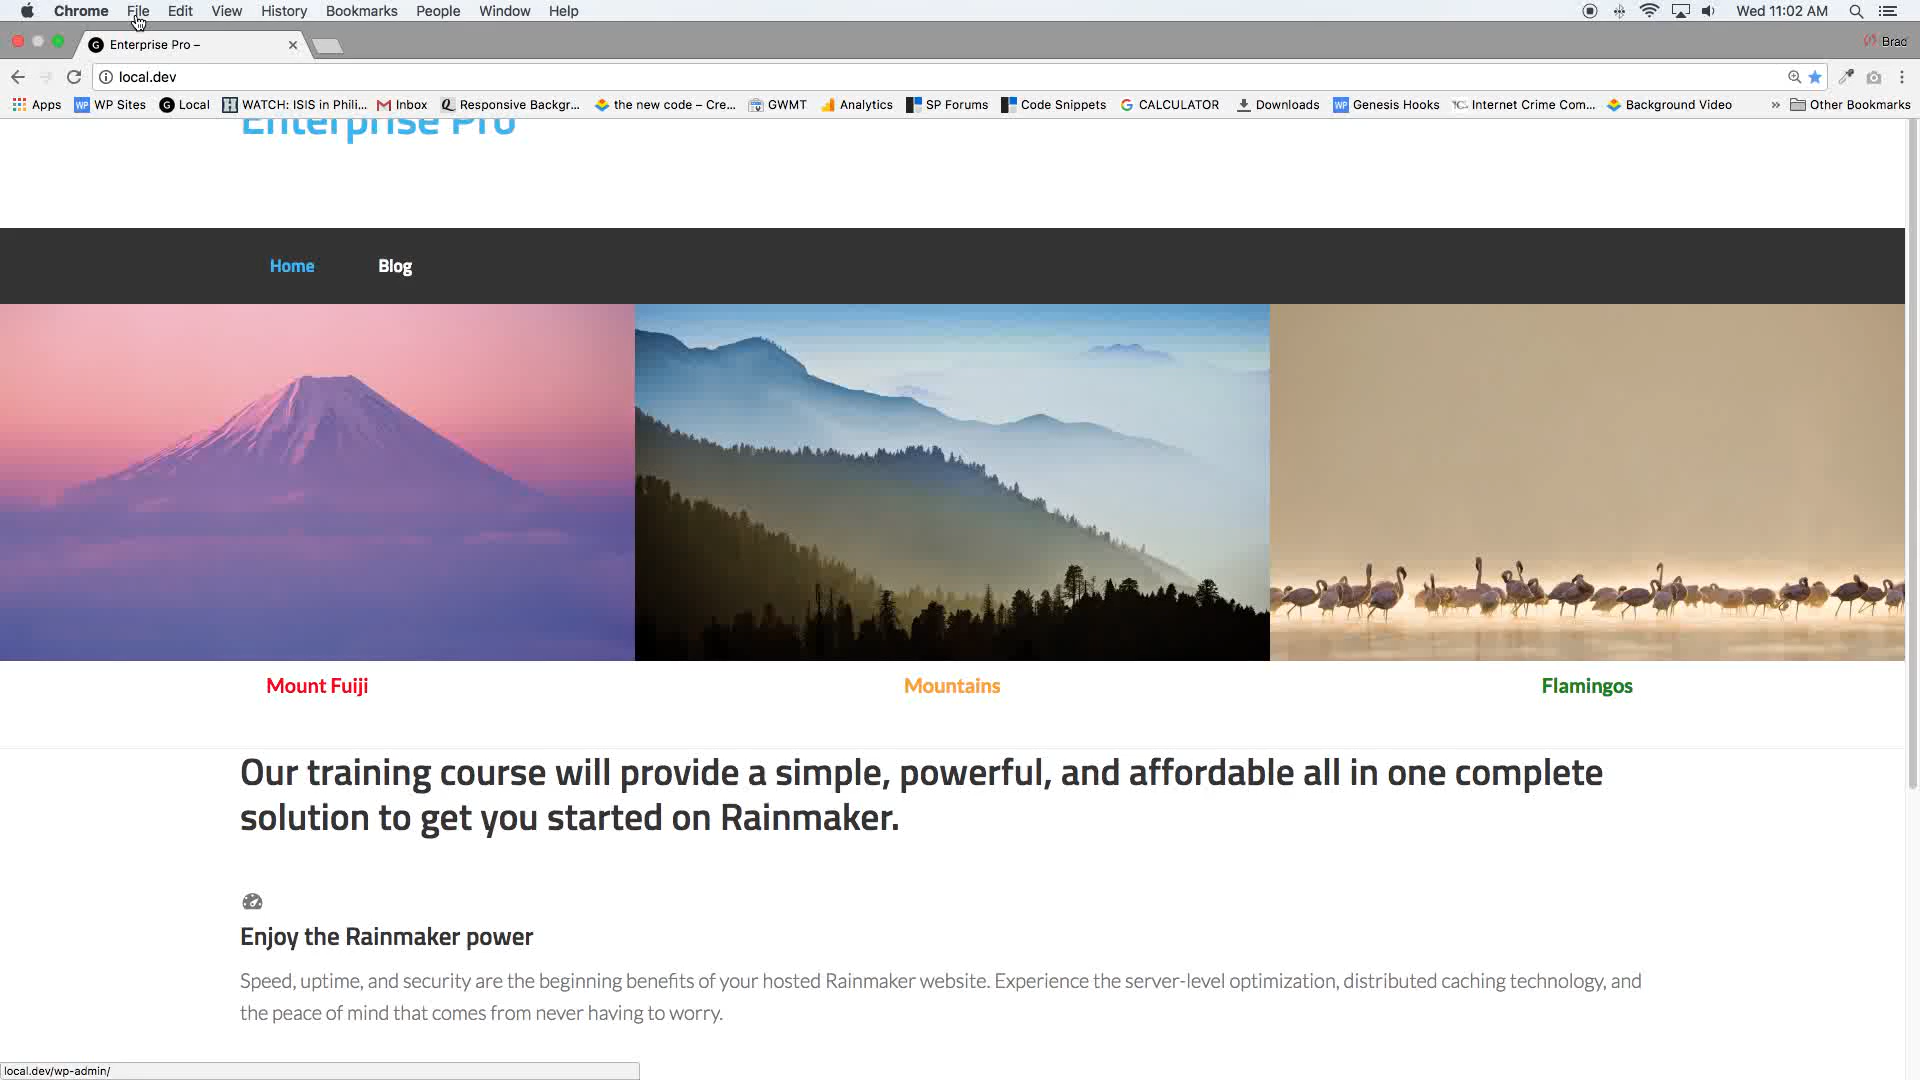 Chrome File Edit View History Bookmarks People Window Help Wed 11:02 AM
Enterprise Pro – Brad
local.dev
Apps WP Sites Local WATCH: ISIS in Phili... Inbox Responsive Backgr... the new code – Cre... GWMT Analytics SP Forums Code Snippets CALCULATOR Downloads Genesis Hooks Internet Crime Com... Background Video » Other Bookmarks
Enterprise Pro
Home Blog
Mount Fuiji Mountains Flamingos
Our training course will provide a simple, powerful, and affordable all in one complete
solution to get you started on Rainmaker.
Enjoy the Rainmaker power
Speed, uptime, and security are the beginning benefits of your hosted Rainmaker website. Experience the server-level optimization, distributed caching technology, and
the peace of mind that comes from never having to worry.
local.dev/wp-admin/